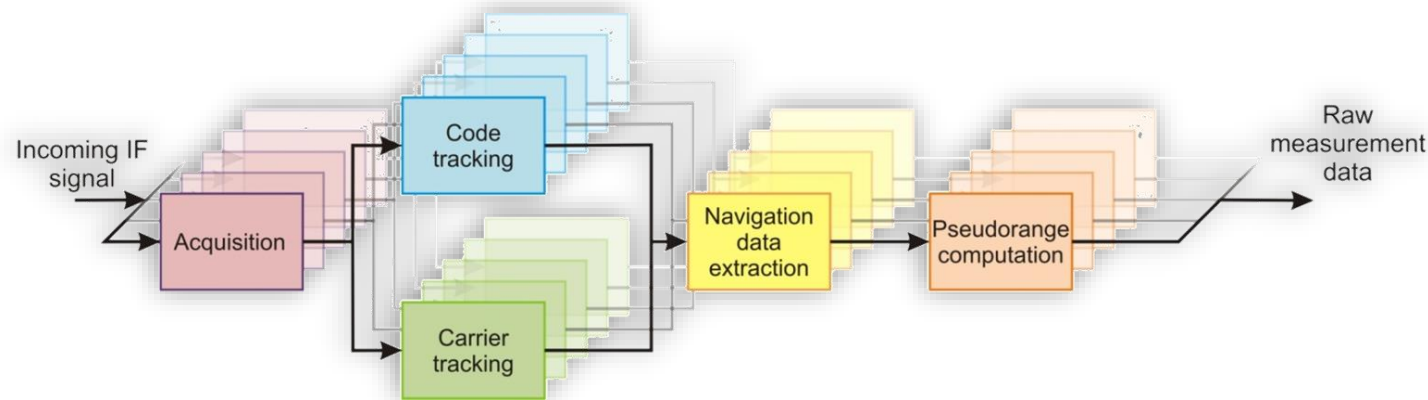 Incoming IF
signal
Acquisition
Code
tracking
Carrier
tracking
Navigation
data
extraction
Pseudorange
computation
Raw
measurement
data